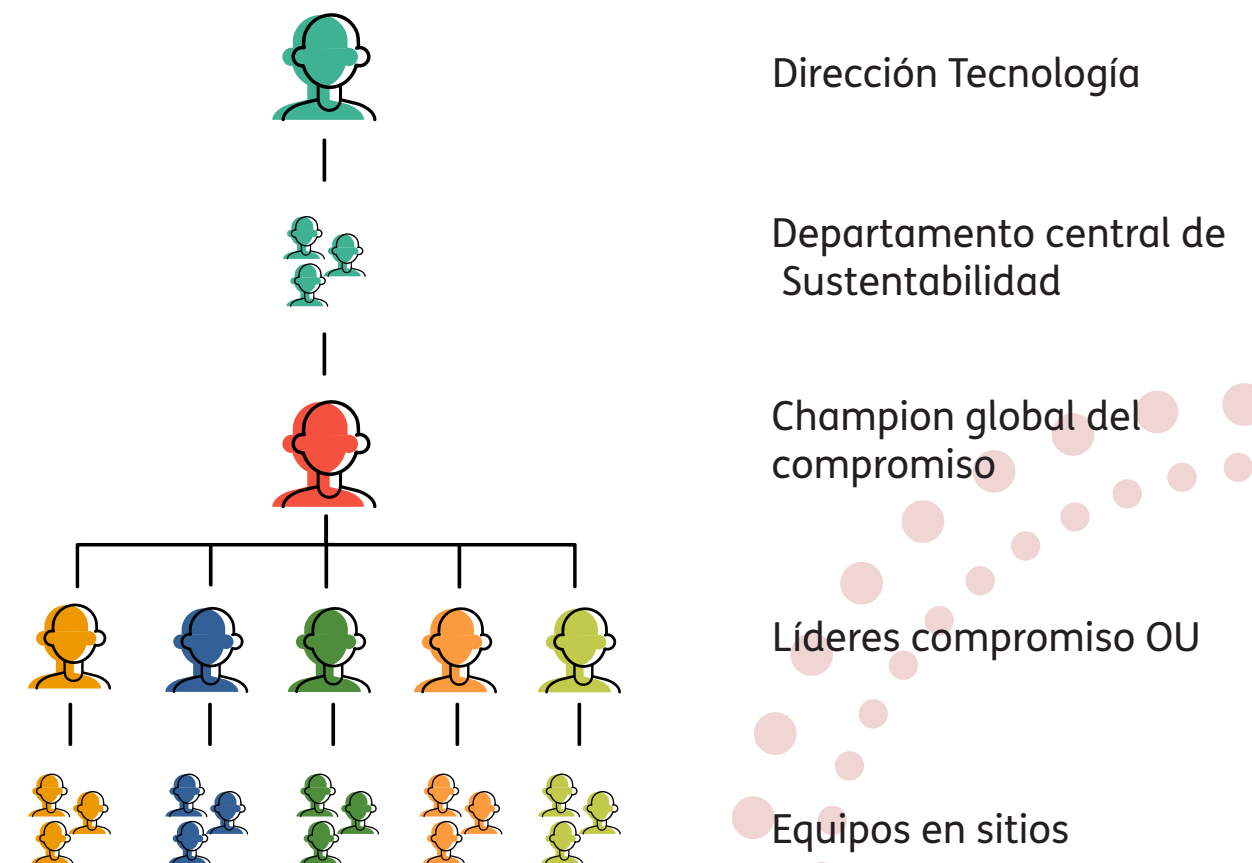 Dirección Tecnología
Departamento central de
Sustentabilidad
Champion global del
compromiso
Líderes compromiso OU
Equipos en sitios